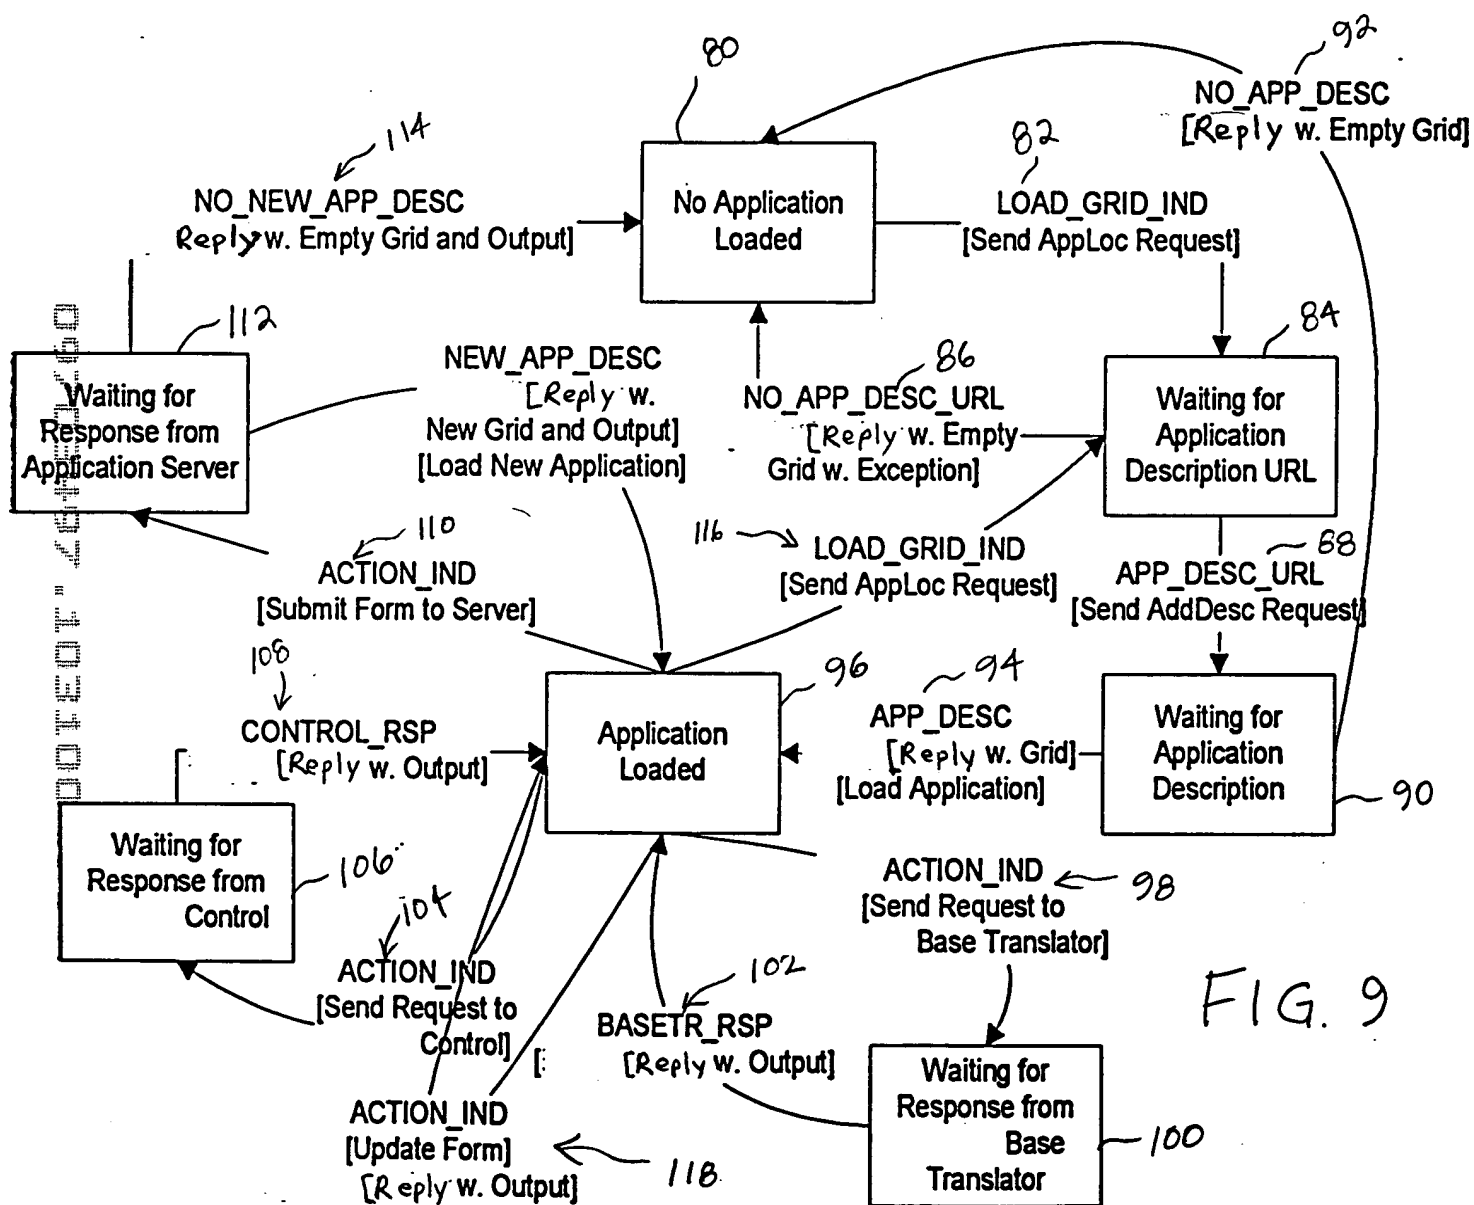 92
NO_APP_DESC
[Reply w. Empty Grid]
80
114
NO_NEW_APP_DESC
Reply w. Empty Grid and Output]
No Application
Loaded
82
LOAD_GRID_IND
[Send AppLoc Request]
112
Waiting for
Response from
Application Server
NEW_APP_DESC
[Reply w.
New Grid and Output]
[Load New Application]
86
NO_APP_DESC_URL
[Reply w. Empty
Grid w. Exception]
84
Waiting for
Application
Description URL
110
ACTION_IND
[Submit Form to Server]
116
LOAD_GRID_IND
[Send AppLoc Request]
88
APP_DESC_URL
[Send AddDesc Request]
108
CONTROL_RSP
[Reply w. Output]
96
Application
Loaded
94
APP_DESC
[Reply w. Grid]
[Load Application]
Waiting for
Application
Description
90
Waiting for
Response from
Control
106
104
ACTION_IND
[Send Request to
Control]
[
102
BASETR_RSP
[Reply w. Output]
ACTION_IND
[Send Request to
Base Translator]
98
FIG. 9
ACTION_IND
[Update Form]
[Reply w. Output]
118
Waiting for
Response from
Base
Translator
100